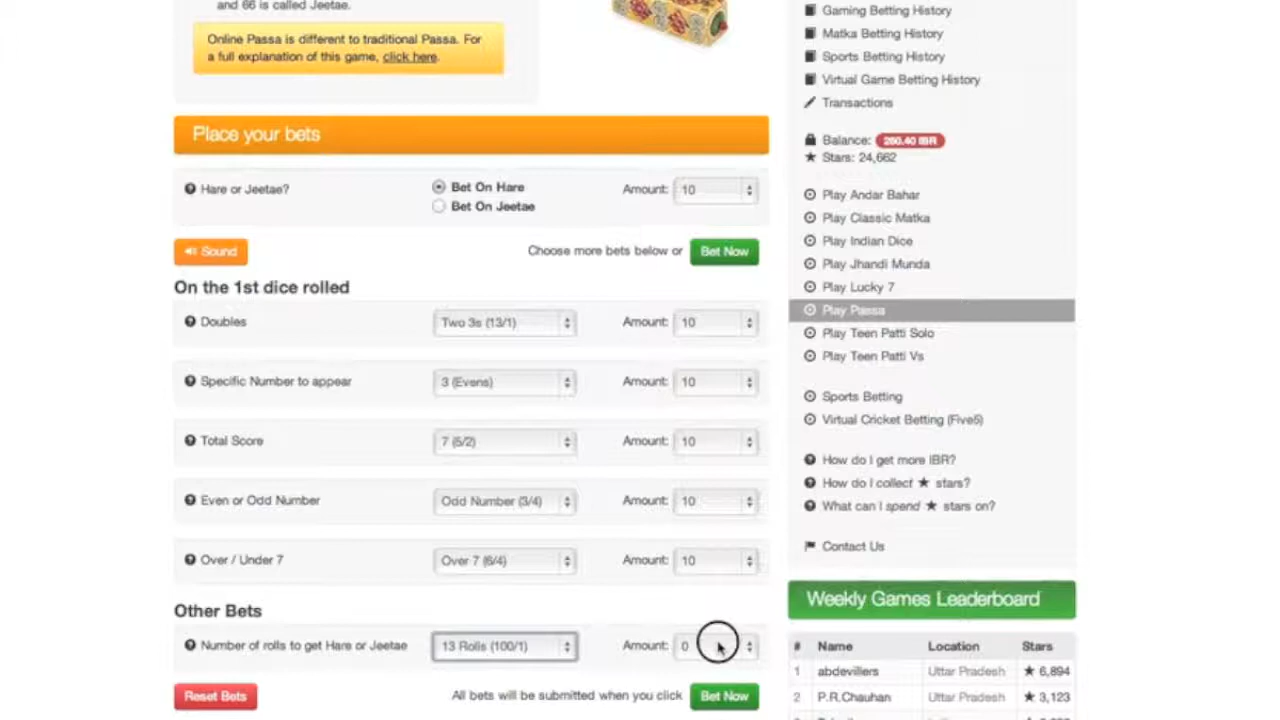 and 66 is called Jeetae.
Online Passa is different to traditional Passa. For
a full explanation of this game, click here.
Place your bets
Hare or Jeetae?
Bet On Hare
Bet On Jeetae
Amount: 10
Sound
Choose more bets below or Bet Now
On the 1st dice rolled
Doubles Two 3s (13/1) Amount: 10
Specific Number to appear 3 (Evens) Amount: 10
Total Score 7 (5/2) Amount: 10
Even or Odd Number Odd Number (3/4) Amount: 10
Over / Under 7 Over 7 (6/4) Amount: 10
Other Bets
Number of rolls to get Hare or Jeetae 13 Rolls (100/1) Amount: 0
Reset Bets All bets will be submitted when you click Bet Now
Gaming Betting History
Matka Betting History
Sports Betting History
Virtual Game Betting History
Transactions
Balance: 260.40 IBR
★ Stars: 24,662
Play Andar Bahar
Play Classic Matka
Play Indian Dice
Play Jhandi Munda
Play Lucky 7
Play Passa
Play Teen Patti Solo
Play Teen Patti Vs
Sports Betting
Virtual Cricket Betting (Five5)
How do I get more IBR?
How do I collect ★ stars?
What can I spend ★ stars on?
Contact Us
Weekly Games Leaderboard
# Name Location Stars
1 abdevilliers Uttar Pradesh ★ 6,894
2 P.R.Chauhan Uttar Pradesh ★ 3,123